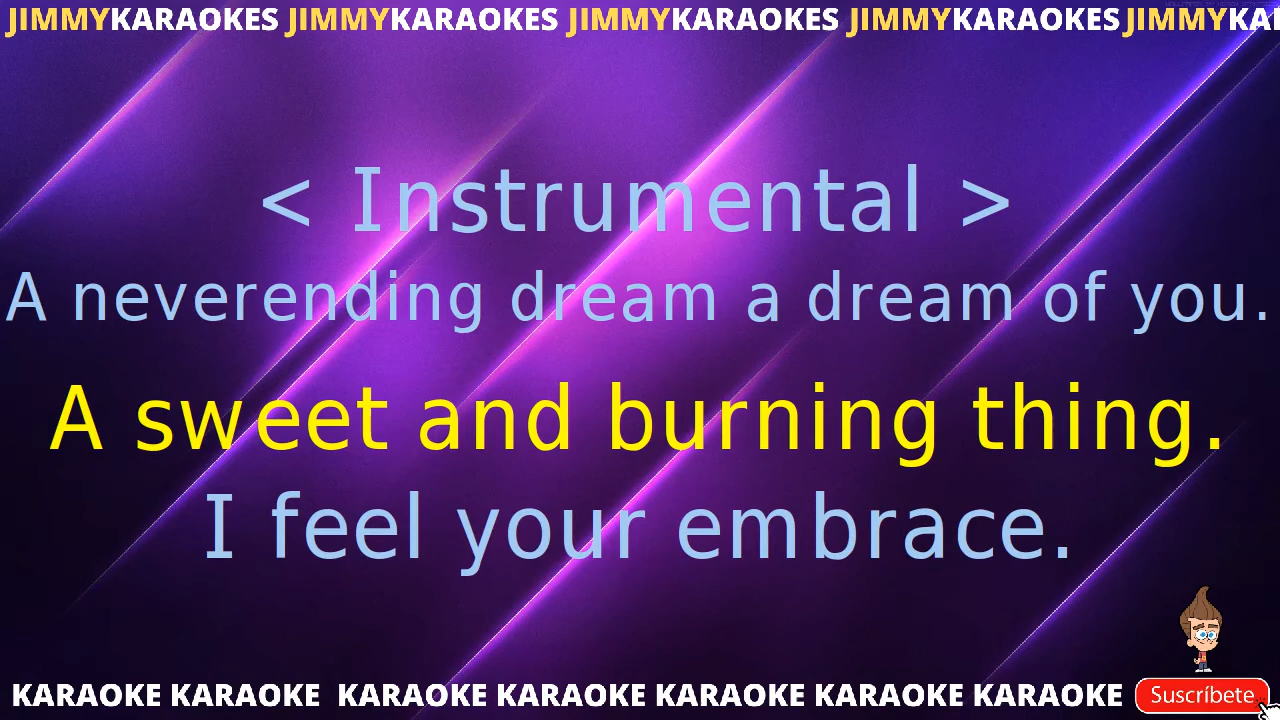 JIMMYKARAOKES JIMMYKARAOKES JIMMYKARAOKES JIMMYKARAOKES JIMMYKA
< Instrumental >
A neverending dream a dream of you.
A sweet and burning thing.
I feel your embrace.
KARAOKE KARAOKE KARAOKE KARAOKE KARAOKE KARAOKE KARAOKE
Suscríbete